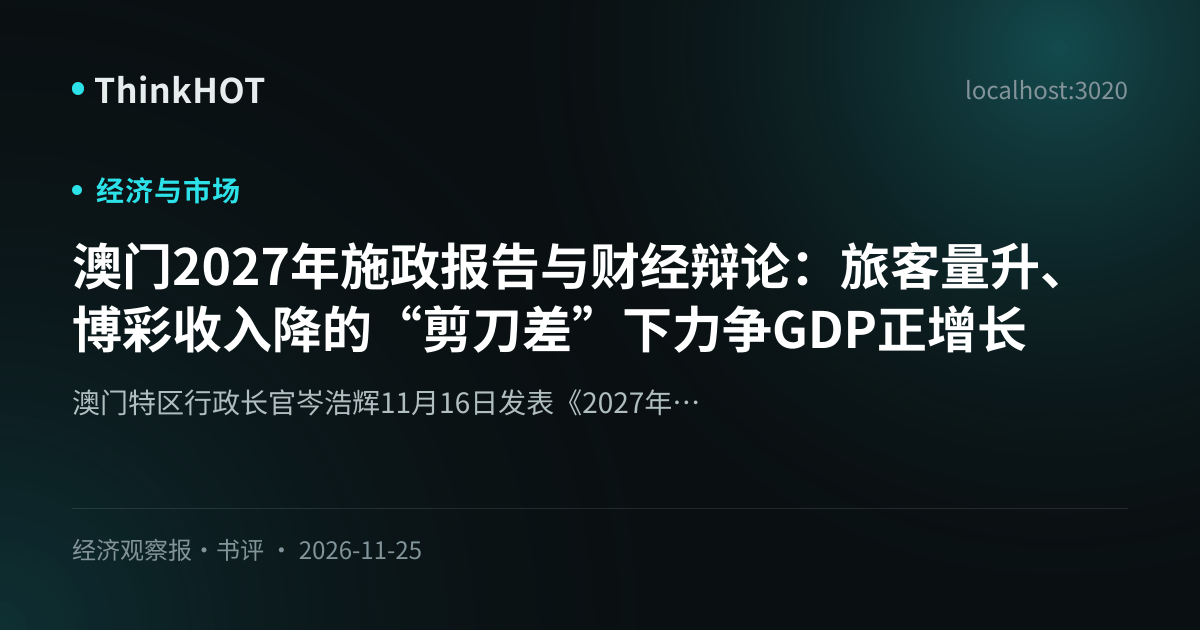 ThinkHOT
localhost:3020
经济与市场
澳门2027年施政报告与财经辩论：旅客量升、
博彩收入降的“剪刀差”下力争GDP正增长
澳门特区行政长官岑浩辉11月16日发表《2027年…
经济观察报·书评 · 2026-11-25